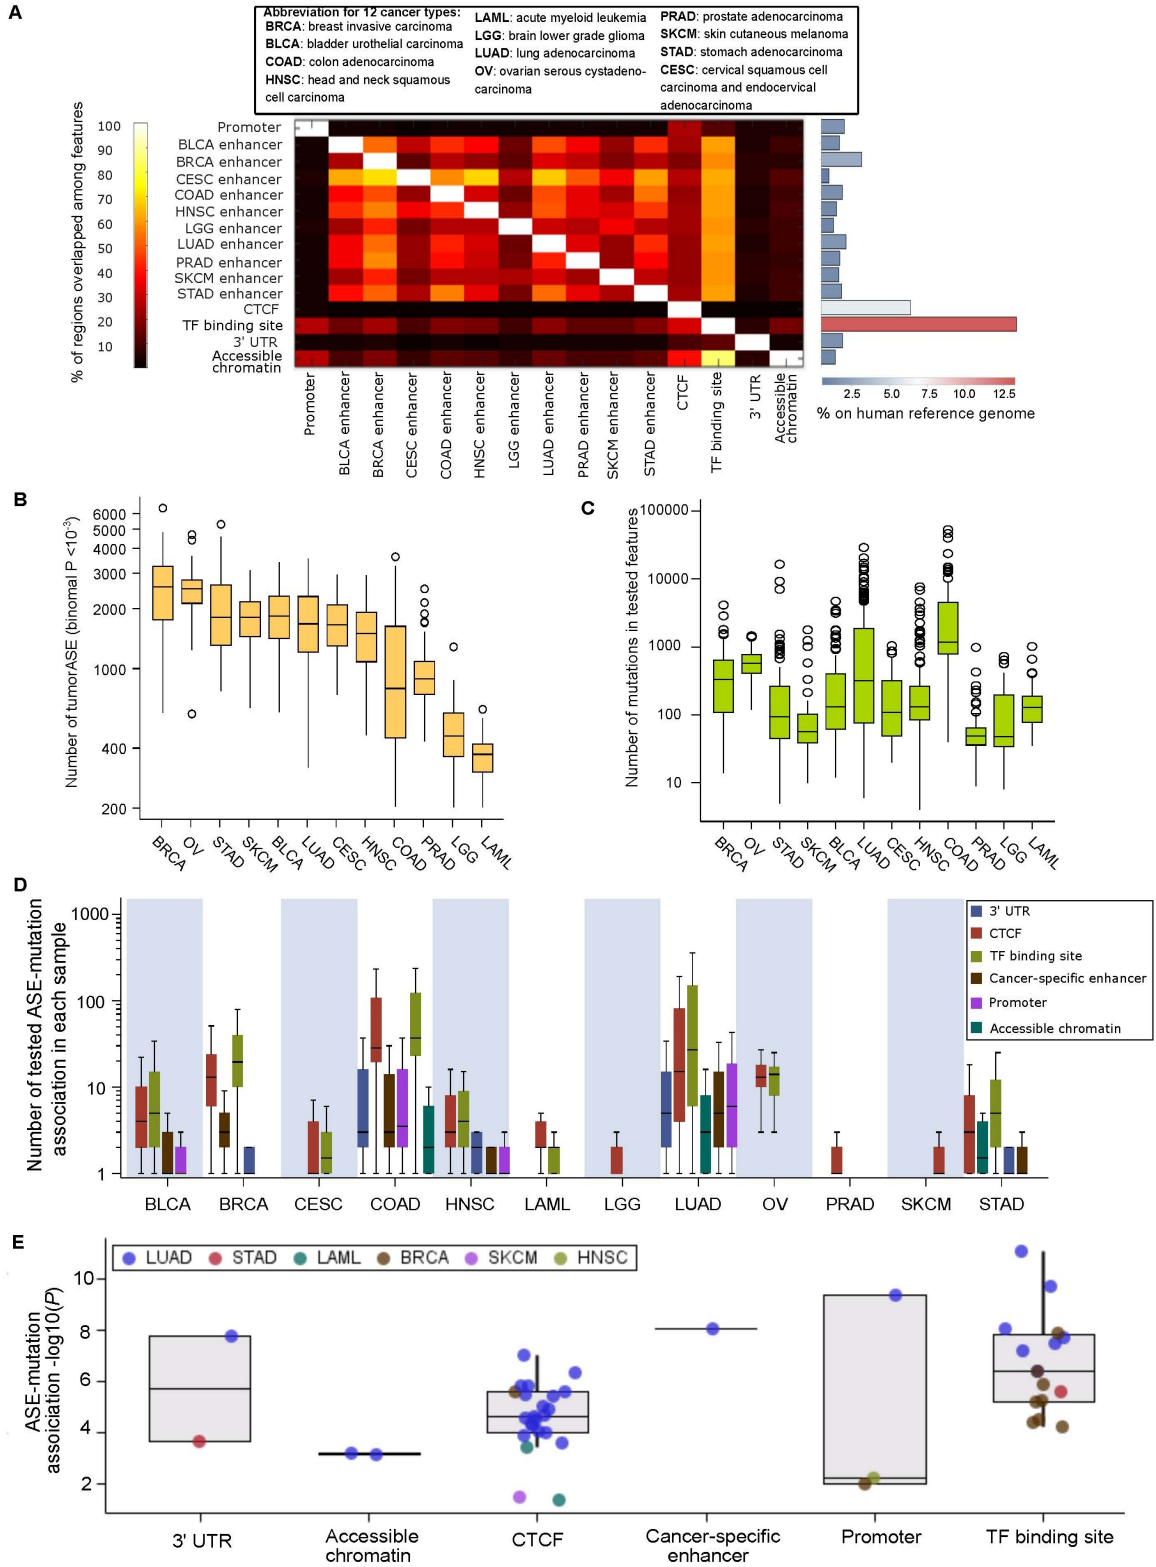 A
Abbreviation for 12 cancer types:
BRCA: breast invasive carcinoma
BLCA: bladder urothelial carcinoma
COAD: colon adenocarcinoma
HNSC: head and neck squamous
cell carcinoma
LAML: acute myeloid leukemia
LGG: brain lower grade glioma
LUAD: lung adenocarcinoma
OV: ovarian serous cystadeno-
carcinoma
PRAD: prostate adenocarcinoma
SKCM: skin cutaneous melanoma
STAD: stomach adenocarcinoma
CESC: cervical squamous cell
carcinoma and endocervical
adenocarcinoma
% of regions overlapped among features
100
90
80
70
60
50
40
30
20
10
Promoter
BLCA enhancer
BRCA enhancer
CESC enhancer
COAD enhancer
HNSC enhancer
LGG enhancer
LUAD enhancer
PRAD enhancer
SKCM enhancer
STAD enhancer
CTCF
TF binding site
3' UTR
Accessible
chromatin
Promoter
BLCA enhancer
BRCA enhancer
CESC enhancer
COAD enhancer
HNSC enhancer
LGG enhancer
LUAD enhancer
PRAD enhancer
SKCM enhancer
STAD enhancer
CTCF
TF binding site
3' UTR
Accessible
chromatin
2.5 5.0 7.5 10.0 12.5
% on human reference genome
B
Number of tumorASE (binomal P <10-3)
6000
5000
4000
3000
2000
1000
400
200
BRCA OV STAD SKCM BLCA LUAD CESC HNSC COAD PRAD LGG LAML
C
Number of mutations in tested features
100000
10000
1000
100
10
BRCA OV STAD SKCM BLCA LUAD CESC HNSC COAD PRAD LGG LAML
D
Number of tested ASE-mutation
association in each sample
1000
100
10
1
3' UTR
CTCF
TF binding site
Cancer-specific enhancer
Promoter
Accessible chromatin
BLCA BRCA CESC COAD HNSC LAML LGG LUAD OV PRAD SKCM STAD
E
LUAD STAD LAML BRCA SKCM HNSC
ASE-mutation
assoiciation -log10(P)
10
8
6
4
2
3' UTR
Accessible
chromatin
CTCF
Cancer-specific
enhancer
Promoter
TF binding site